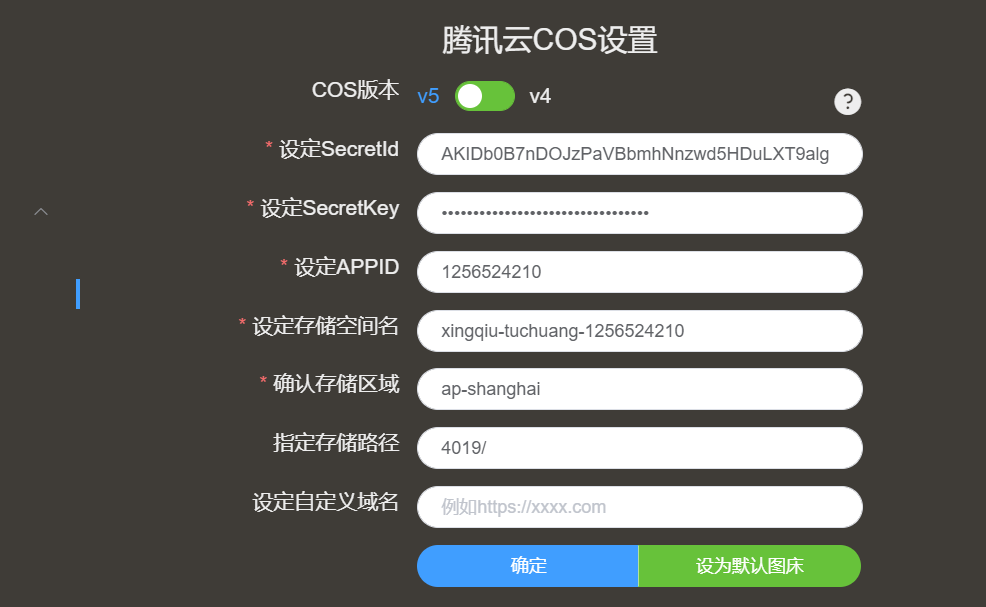 腾讯云COS设置
COS版本 v5 v4 ?
* 设定SecretId AKIDb0B7nDOJzPaVBbmhNnzwd5HDuLXT9alg
* 设定SecretKey ••••••••••••••••••••••••••••••••
* 设定APPID 1256524210
* 设定存储空间名 xingqiu-tuchuang-1256524210
* 确认存储区域 ap-shanghai
指定存储路径 4019/
设定自定义域名 例如https://xxxx.com
确定 设为默认图床